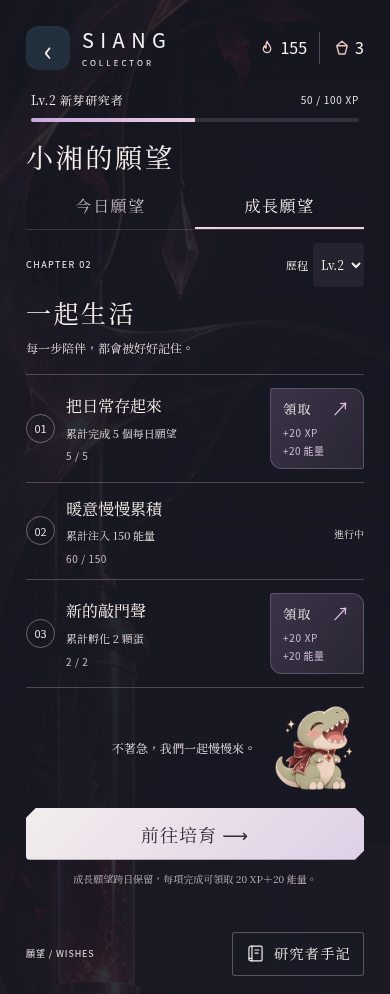 ‹
SIANG
COLLECTOR
155
3
Lv.2 新芽研究者
50 / 100 XP
小湘的願望
今日願望
成長願望
CHAPTER 02
歷程
Lv.2
一起生活
每一步陪伴，都會被好好記住。
01
把日常存起來
累計完成 5 個每日願望
5 / 5
領取 ↗
+20 XP
+20 能量
02
暖意慢慢累積
累計注入 150 能量
60 / 150
進行中
03
新的敲門聲
累計孵化 2 顆蛋
2 / 2
領取 ↗
+20 XP
+20 能量
不著急，我們一起慢慢來。
前往培育 ⟶
成長願望跨日保留，每項完成可領取 20 XP＋20 能量。
願望 / WISHES
研究者手記